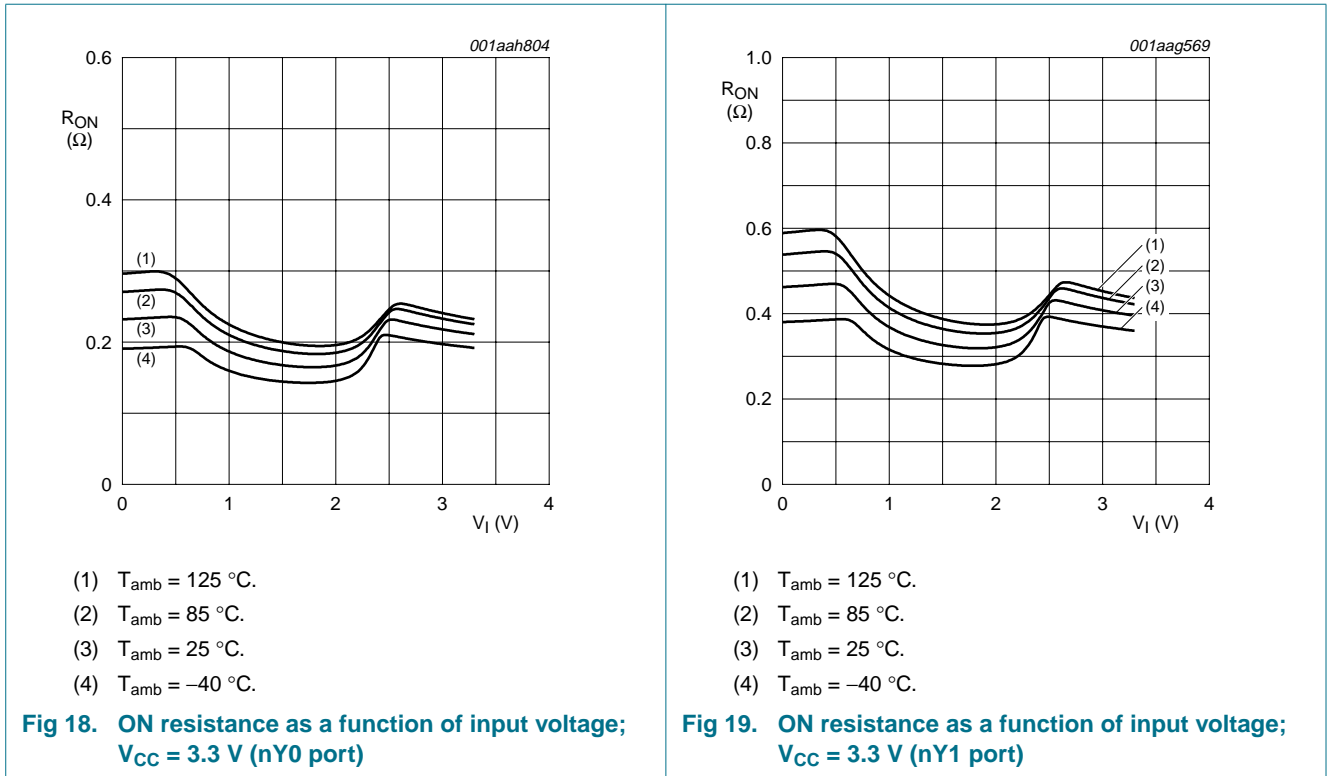 001aah804
0.6
RON
(Ω)
0.4
(1)
(2)
0.2
(3)
(4)
0
0 1 2 3 4
VI (V)
(1) Tamb = 125 °C.
(2) Tamb = 85 °C.
(3) Tamb = 25 °C.
(4) Tamb = −40 °C.
Fig 18. ON resistance as a function of input voltage;
VCC = 3.3 V (nY0 port)
001aag569
1.0
RON
(Ω)
0.8
0.6
(1)
(2)
(3)
0.4
(4)
0.2
0
0 1 2 3 4
VI (V)
(1) Tamb = 125 °C.
(2) Tamb = 85 °C.
(3) Tamb = 25 °C.
(4) Tamb = −40 °C.
Fig 19. ON resistance as a function of input voltage;
VCC = 3.3 V (nY1 port)